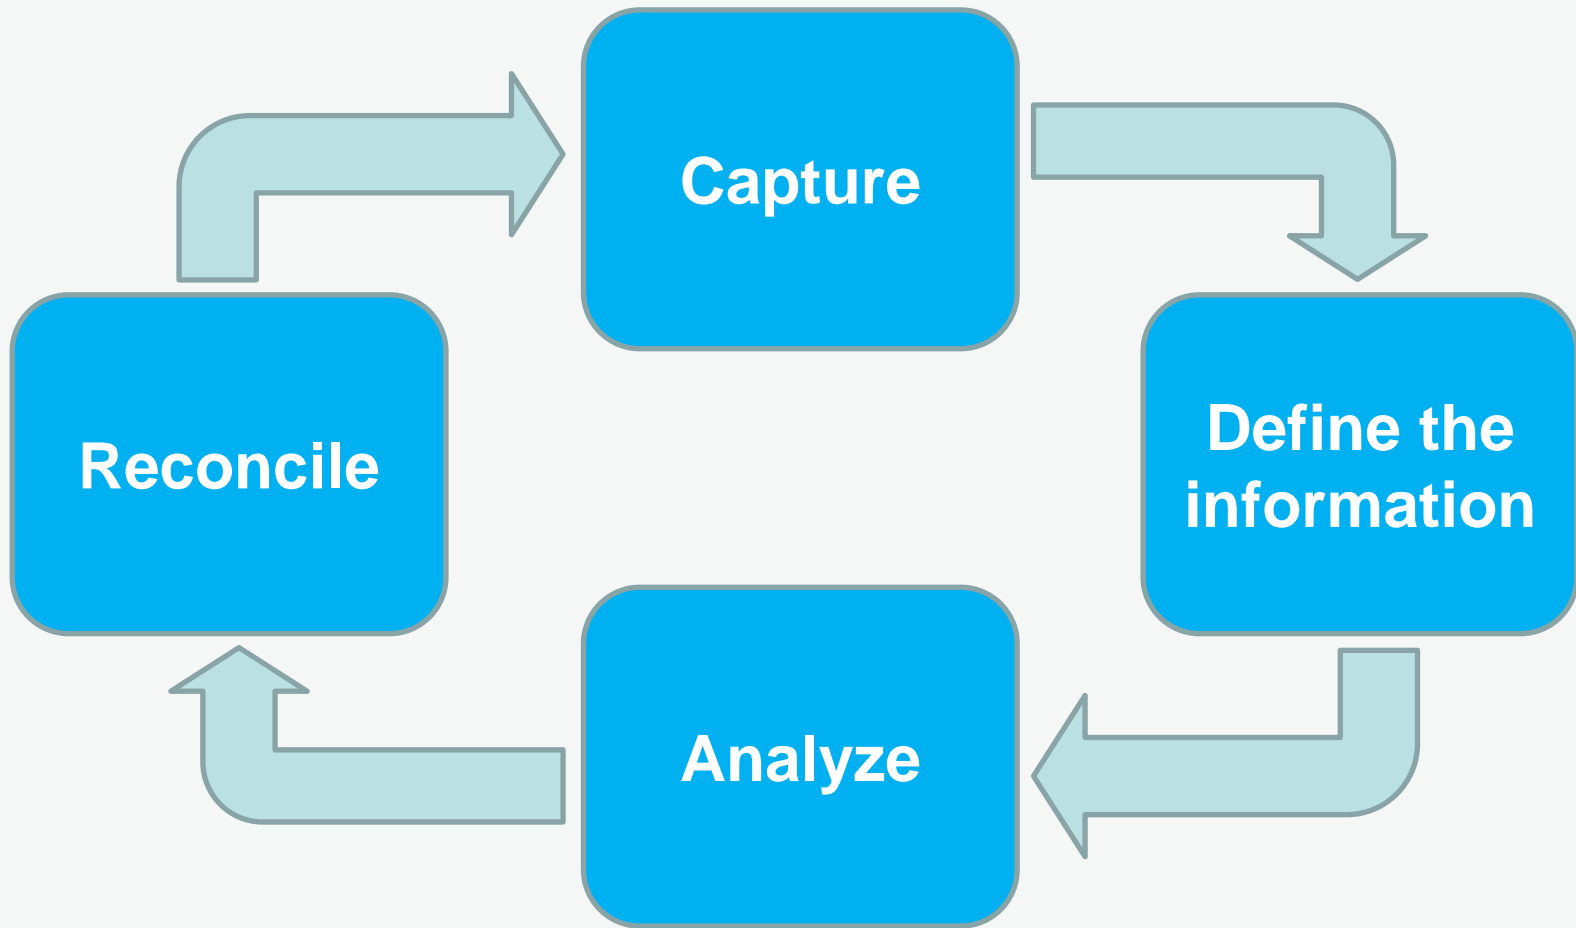 Capture
Define the
information
Analyze
Reconcile